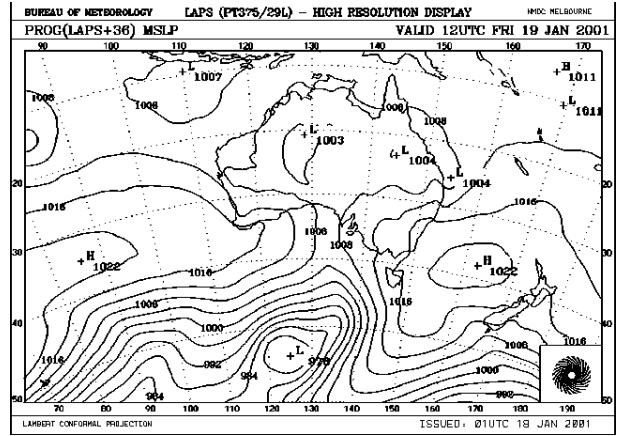 BUREAU OF METEOROLOGY LAPS (PT375/29L) - HIGH RESOLUTION DISPLAY NMOC MELBOURNE
PROG(LAPS+36) MSLP VALID 12UTC FRI 19 JAN 2001
90 100 110 120 130 140 150 160 170
L 1007
H 1011
1008
1008
L 1011
1008
1008
L 1003
L 1004
L 1004
20
20
1016
1016
1008
1008
30
H 1022
1016
H 1022
30
1008
1016
1000
40
1016
992
L 976
1008
1016
40
984
1000
984
992
50
50
70 80 90 100 110 120 130 140 150 160 170 180 190
LAMBERT CONFORMAL PROJECTION ISSUED: 01UTC 18 JAN 2001